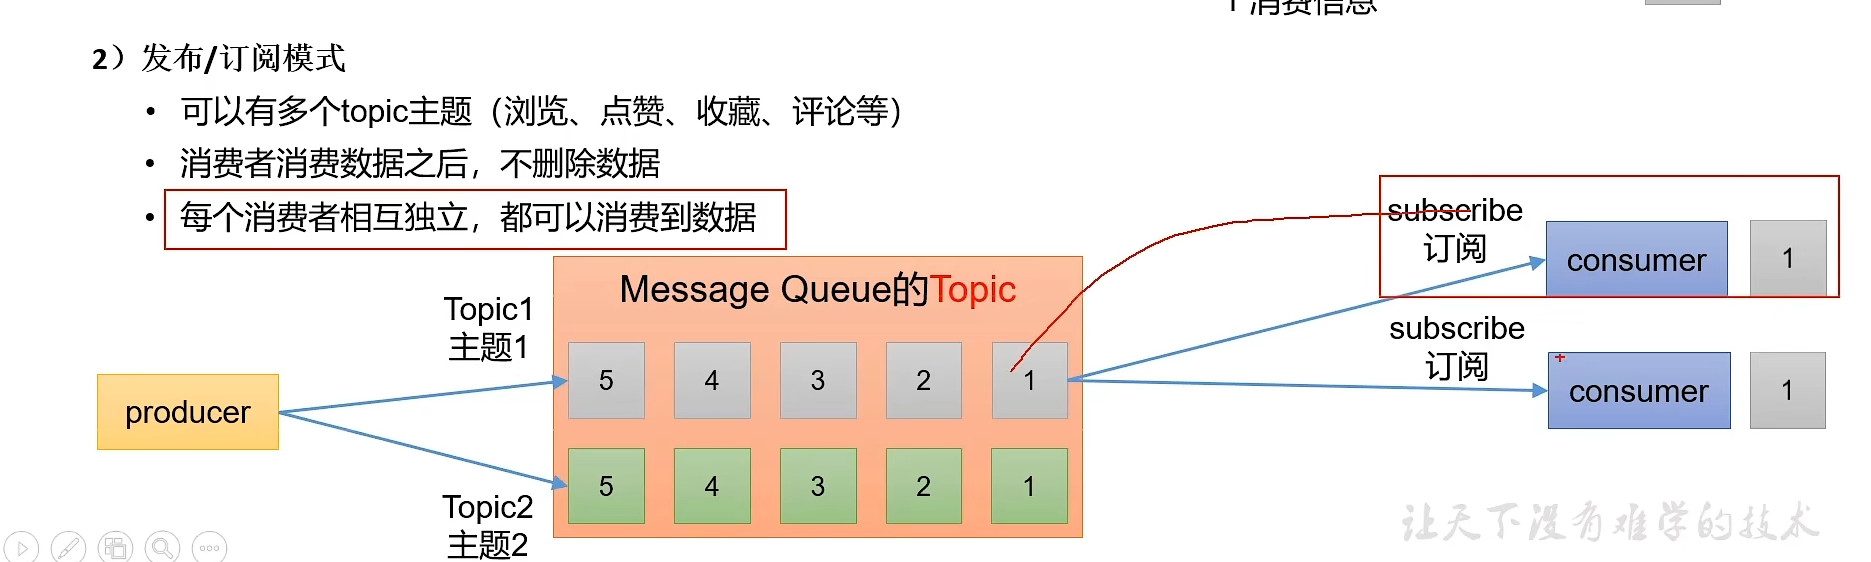 1 消费信息
2）发布/订阅模式
• 可以有多个topic主题（浏览、点赞、收藏、评论等）
• 消费者消费数据之后，不删除数据
• 每个消费者相互独立，都可以消费到数据
Message Queue的Topic
Topic1
主题1
5 4 3 2 1
producer
5 4 3 2 1
Topic2
主题2
subscribe
订阅
consumer 1
subscribe
订阅
consumer 1
让天下没有难学的技术